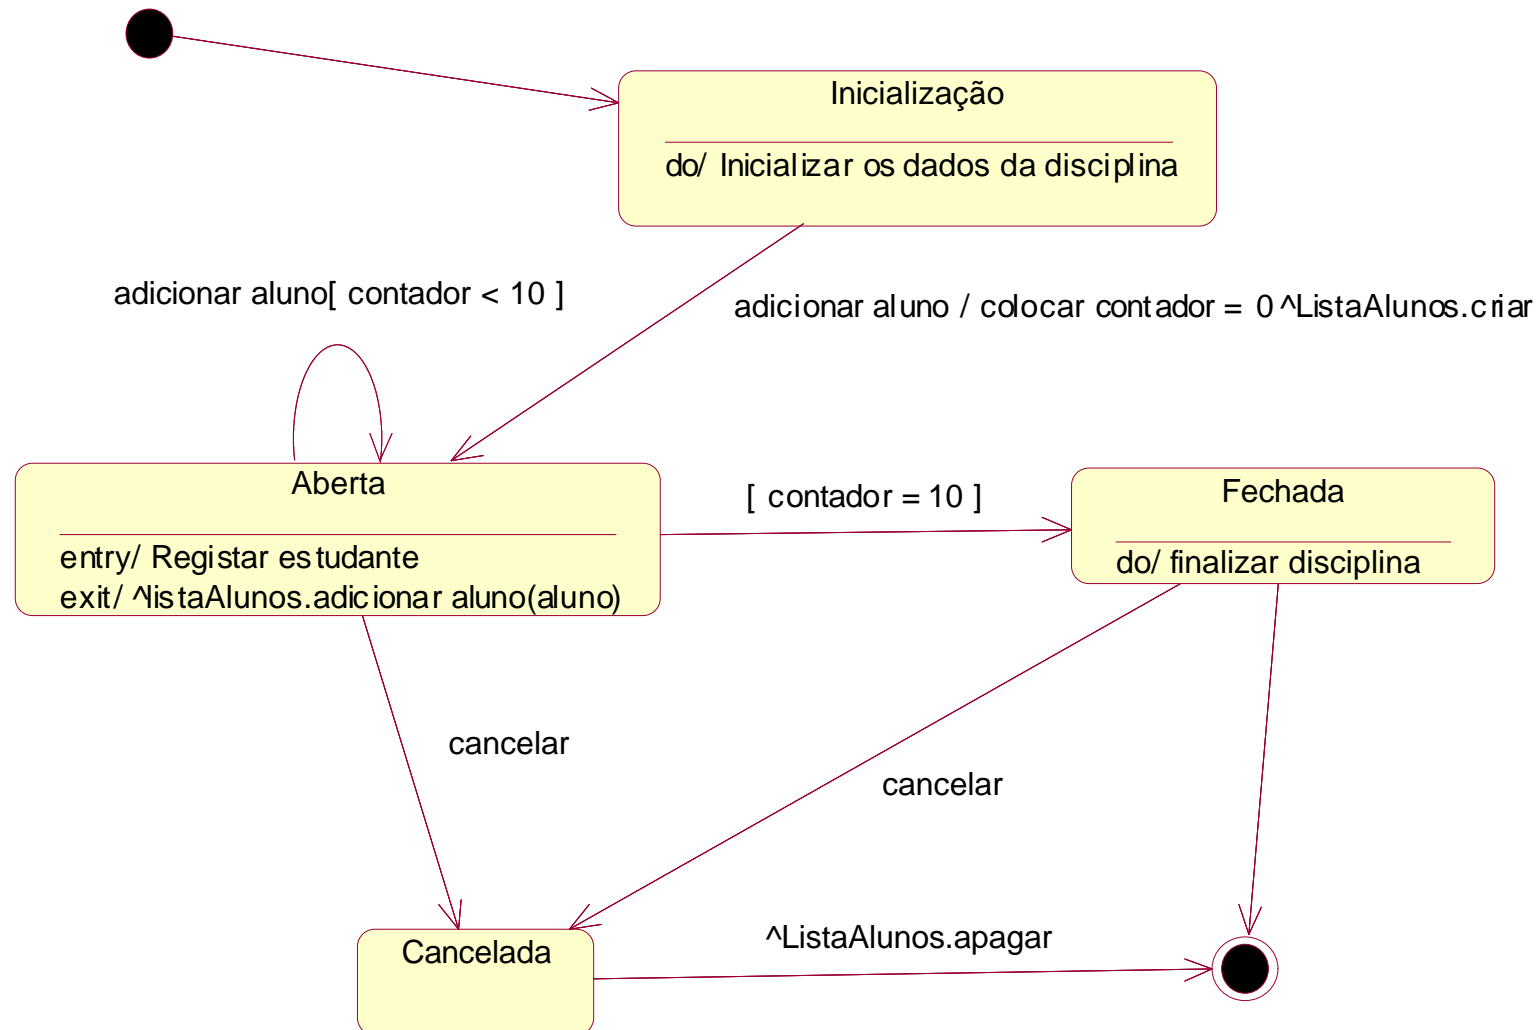 Inicialização
do/ Inicializar os dados da disciplina
adicionar aluno[ contador < 10 ]
adicionar aluno / colocar contador = 0 ^ListaAlunos.criar
Aberta
entry/ Registar estudante
exit/ ^listaAlunos.adicionar aluno(aluno)
[ contador = 10 ]
Fechada
do/ finalizar disciplina
cancelar
cancelar
Cancelada
^ListaAlunos.apagar